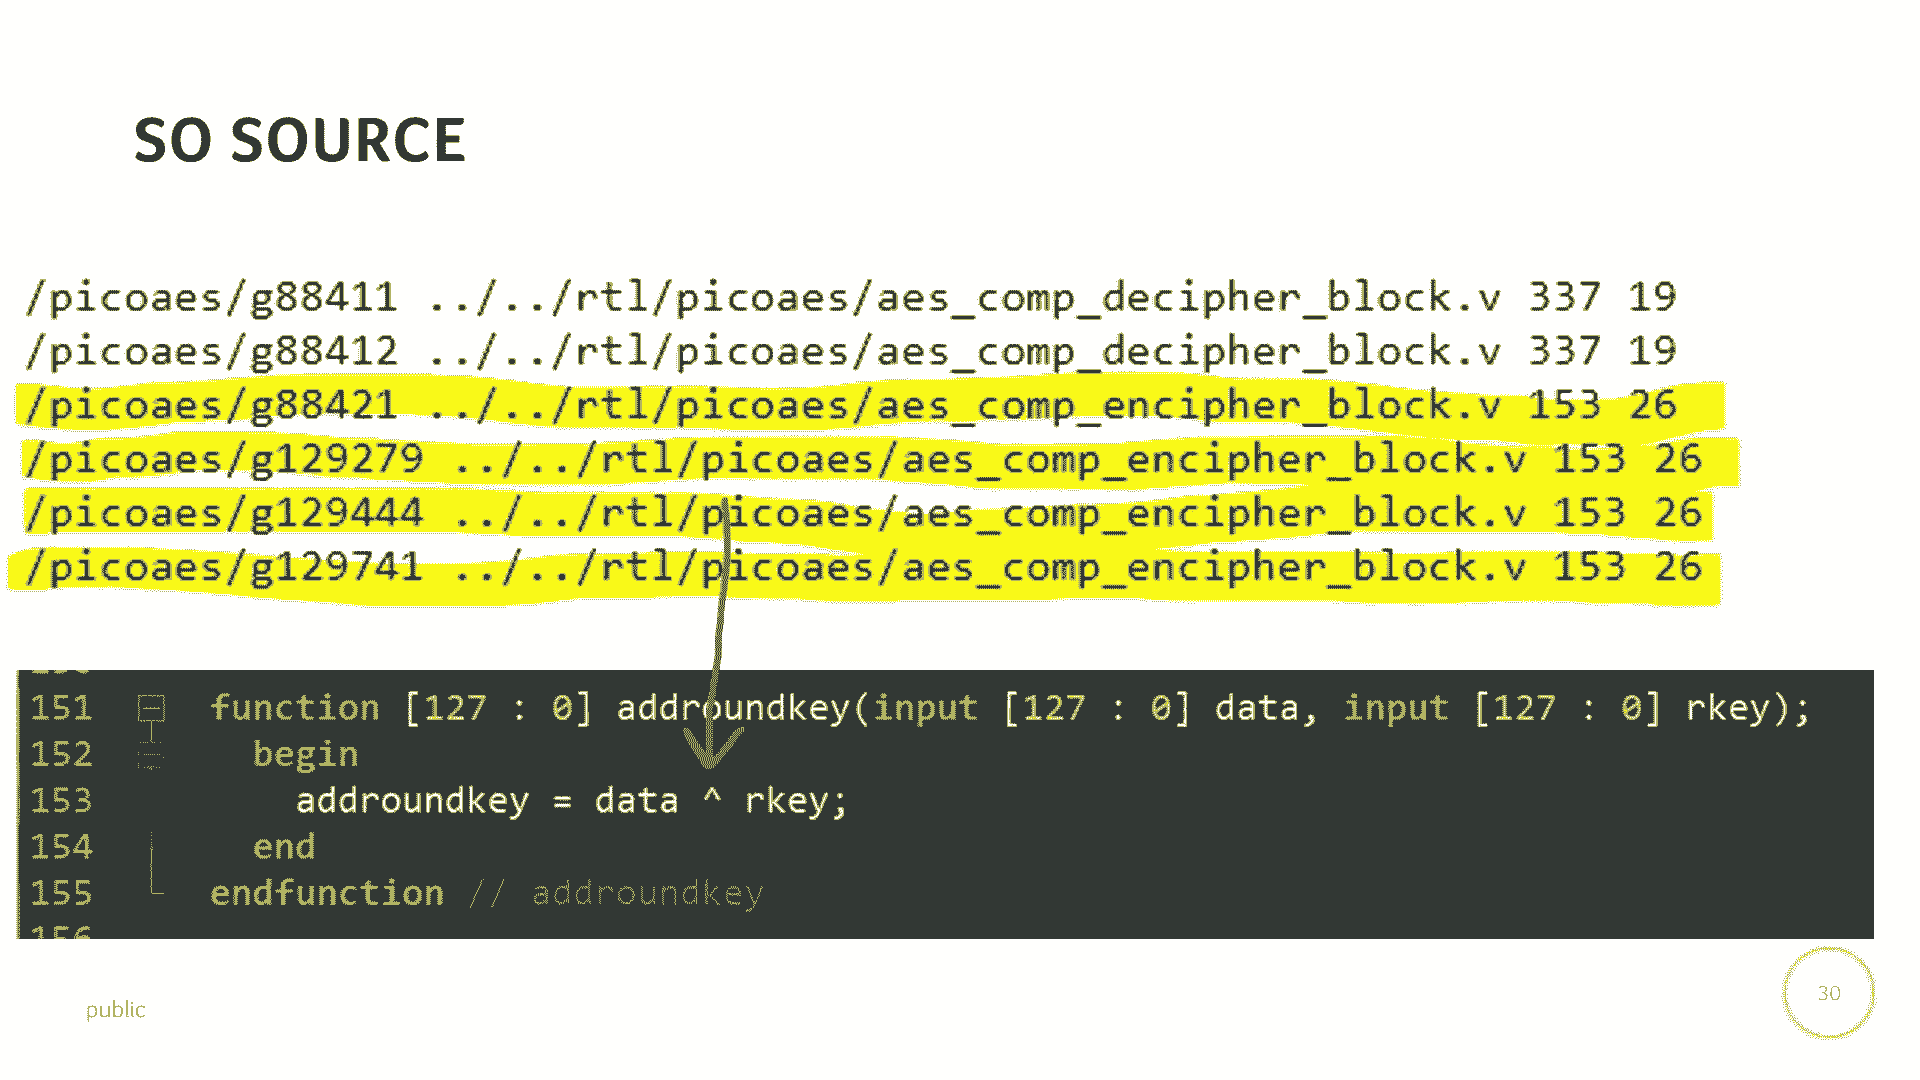 SO SOURCE
/picoaes/g88411 ../../rtl/picoaes/aes_comp_decipher_block.v 337 19
/picoaes/g88412 ../../rtl/picoaes/aes_comp_decipher_block.v 337 19
/picoaes/g88421 ../../rtl/picoaes/aes_comp_encipher_block.v 153 26
/picoaes/g129279 ../../rtl/picoaes/aes_comp_encipher_block.v 153 26
/picoaes/g129444 ../../rtl/picoaes/aes_comp_encipher_block.v 153 26
/picoaes/g129741 ../../rtl/picoaes/aes_comp_encipher_block.v 153 26
151 function [127 : 0] addroundkey(input [127 : 0] data, input [127 : 0] rkey);
152 begin
153 addroundkey = data ^ rkey;
154 end
155 endfunction // addroundkey
156
public
30